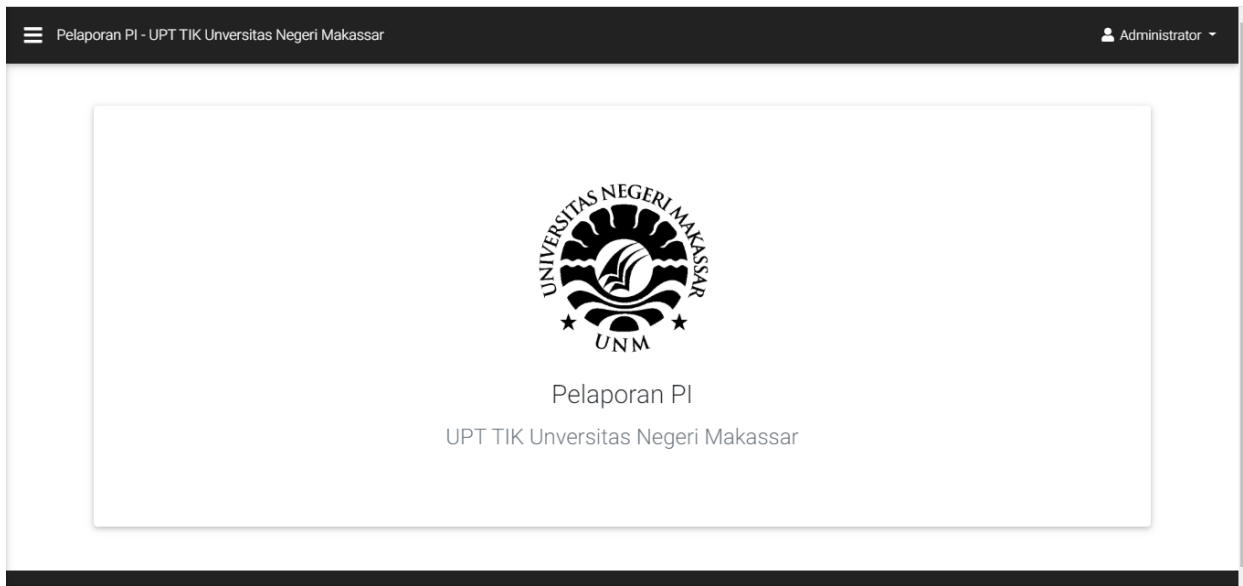 Pelaporan PI - UPT TIK Unversitas Negeri Makassar
Administrator
UNIVERSITAS NEGERI MAKASSAR
UNM
Pelaporan PI
UPT TIK Unversitas Negeri Makassar